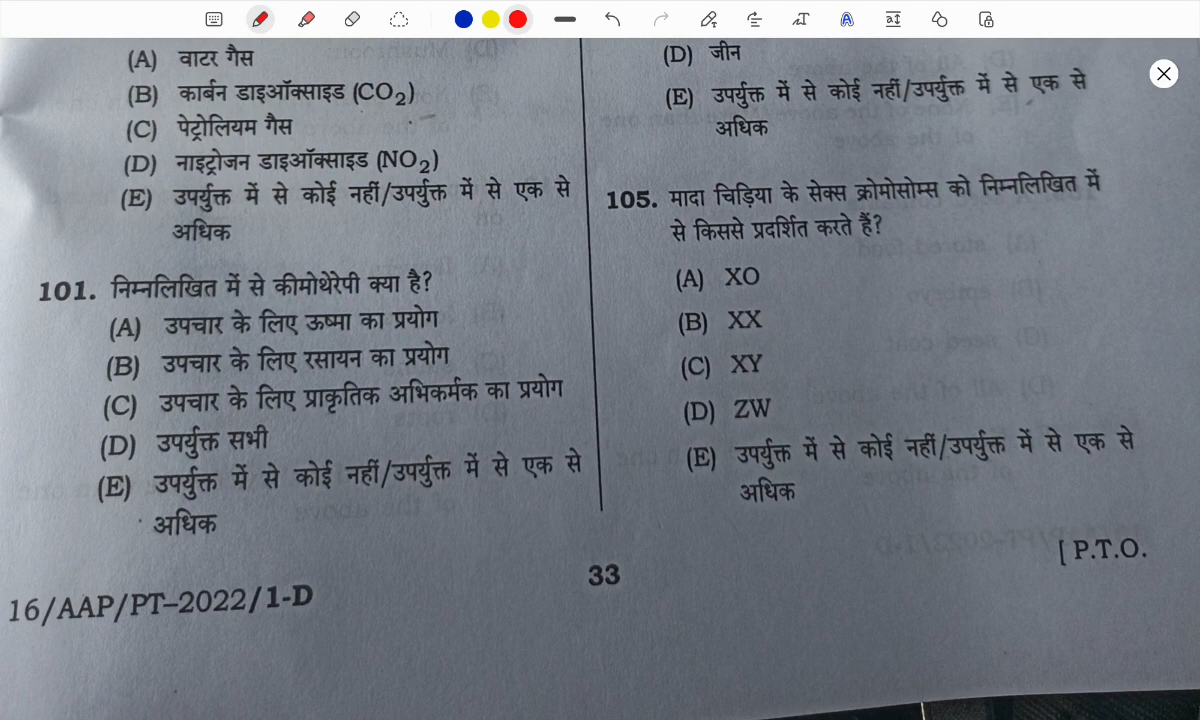 (A) वाटर गैस
(B) कार्बन डाइऑक्साइड (CO₂)
(C) पेट्रोलियम गैस
(D) नाइट्रोजन डाइऑक्साइड (NO₂)
(E) उपर्युक्त में से कोई नहीं/उपर्युक्त में से एक से
अधिक
101. निम्नलिखित में से कीमोथेरेपी क्या है?
(A) उपचार के लिए ऊष्मा का प्रयोग
(B) उपचार के लिए रसायन का प्रयोग
(C) उपचार के लिए प्राकृतिक अभिकर्मक का प्रयोग
(D) उपर्युक्त सभी
(E) उपर्युक्त में से कोई नहीं/उपर्युक्त में से एक से
अधिक
(D) जीन
(E) उपर्युक्त में से कोई नहीं/उपर्युक्त में से एक से
अधिक
105. मादा चिड़िया के सेक्स क्रोमोसोम्स को निम्नलिखित में
से किससे प्रदर्शित करते हैं?
(A) XO
(B) XX
(C) XY
(D) ZW
(E) उपर्युक्त में से कोई नहीं/उपर्युक्त में से एक से
अधिक
16/AAP/PT–2022/1-D
33
[ P.T.O.